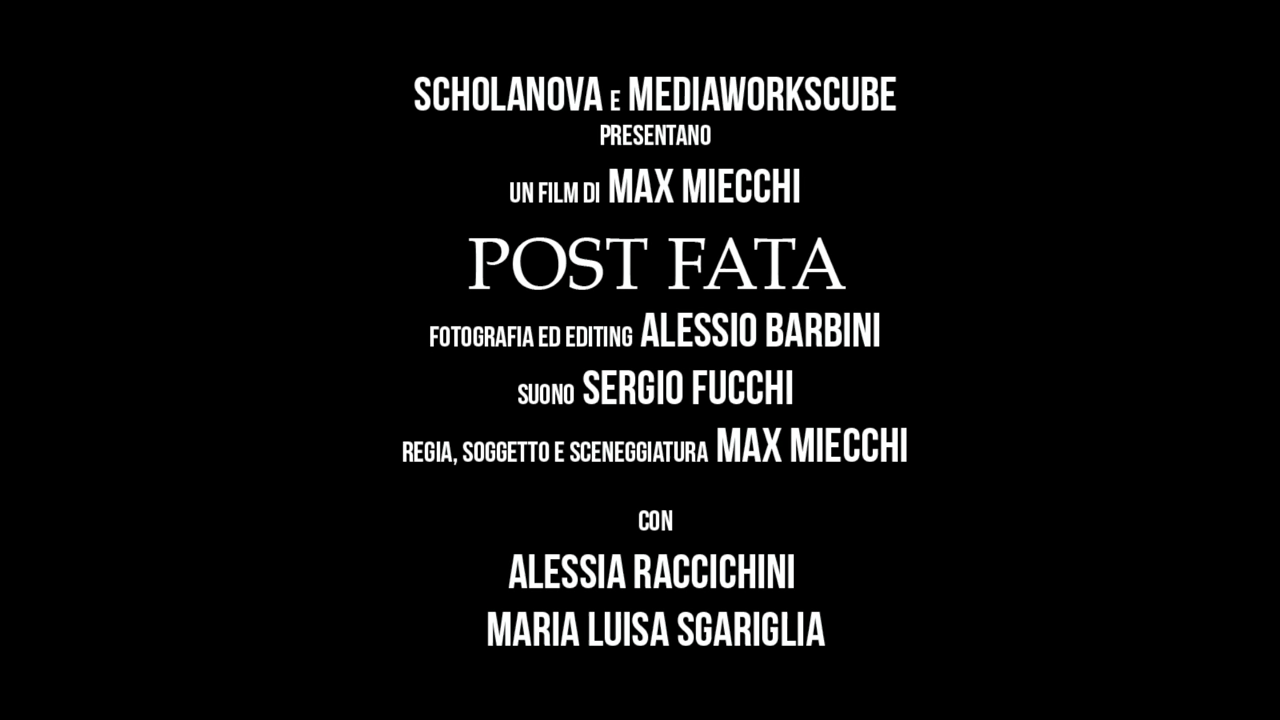 SCHOLANOVA E MEDIAWORKSCUBE
PRESENTANO
UN FILM DI MAX MIECCHI
POST FATA
FOTOGRAFIA ED EDITING ALESSIO BARBINI
SUONO SERGIO FUCCHI
REGIA, SOGGETTO E SCENEGGIATURA MAX MIECCHI
CON
ALESSIA RACCICHINI
MARIA LUISA SGARIGLIA